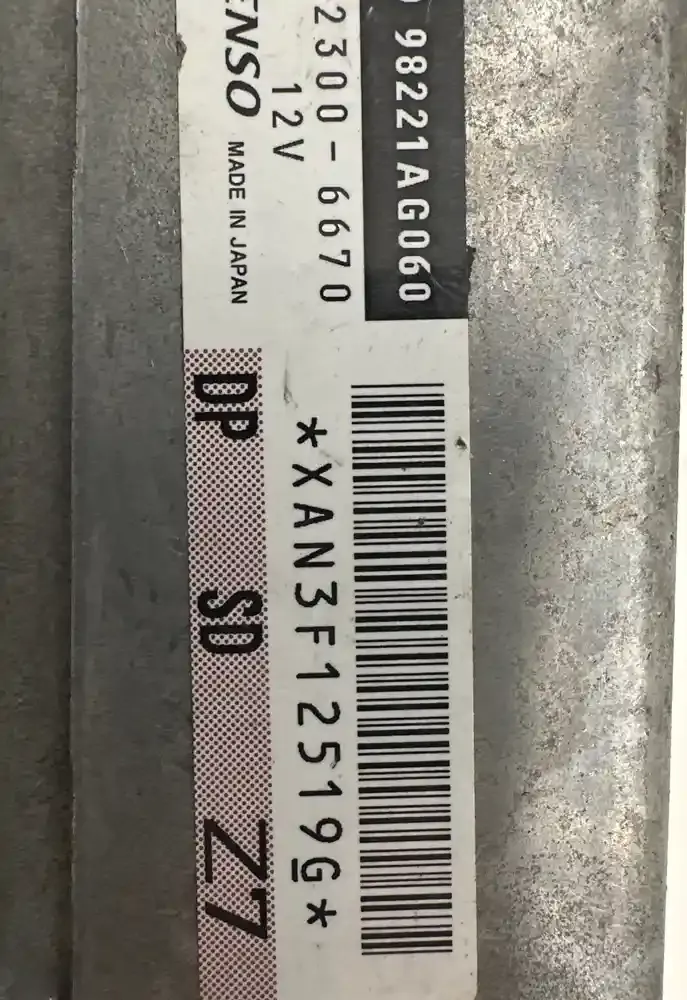 98221AG060
2300-6670
12V
ENSO MADE IN JAPAN
*XAN3F12519G*
DP SD Z7